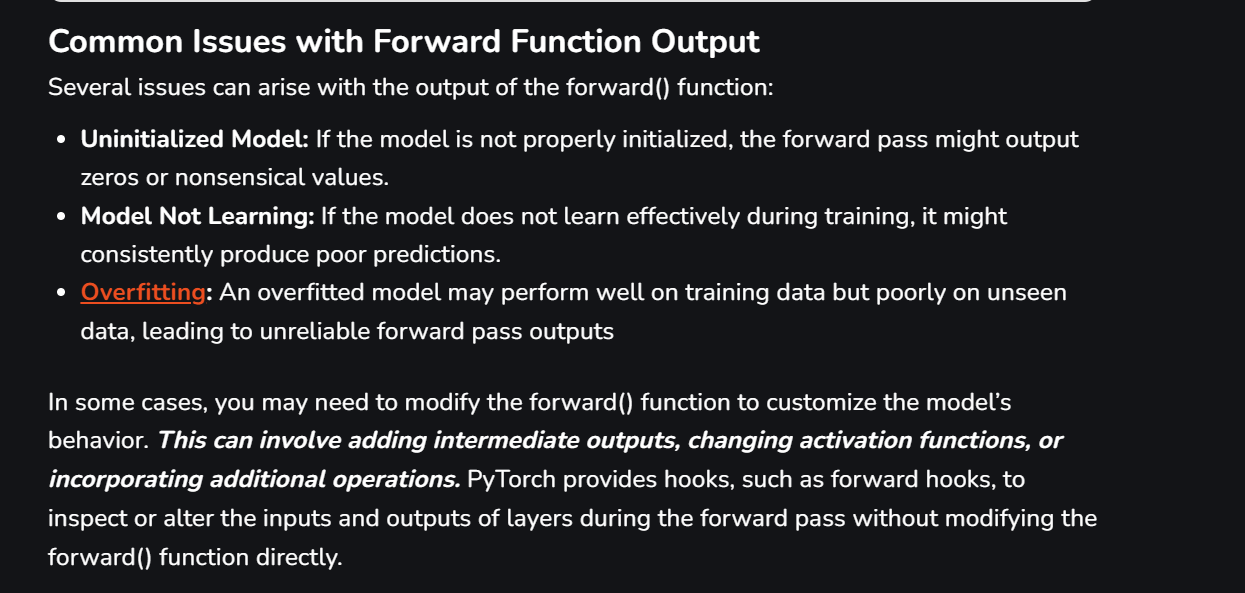 Common Issues with Forward Function Output
Several issues can arise with the output of the forward() function:
• Uninitialized Model: If the model is not properly initialized, the forward pass might output
zeros or nonsensical values.
• Model Not Learning: If the model does not learn effectively during training, it might
consistently produce poor predictions.
• Overfitting: An overfitted model may perform well on training data but poorly on unseen
data, leading to unreliable forward pass outputs
In some cases, you may need to modify the forward() function to customize the model’s
behavior. This can involve adding intermediate outputs, changing activation functions, or
incorporating additional operations. PyTorch provides hooks, such as forward hooks, to
inspect or alter the inputs and outputs of layers during the forward pass without modifying the
forward() function directly.